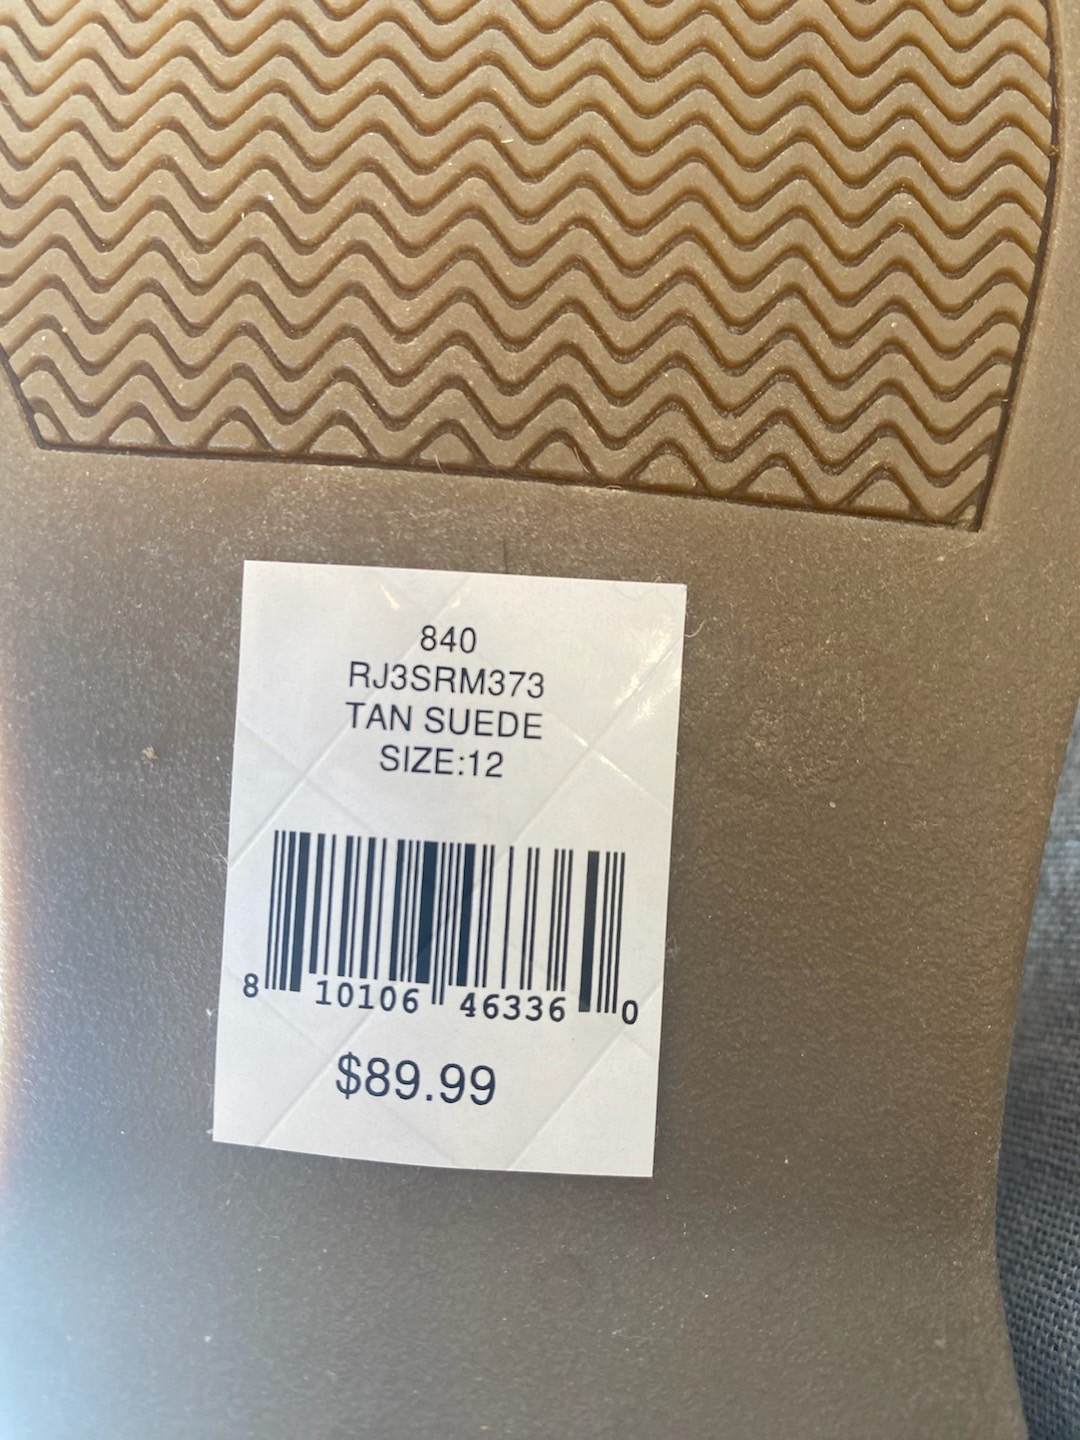 840
RJ3SRM373
TAN SUEDE
SIZE:12
8 10106 46336 0
$89.99